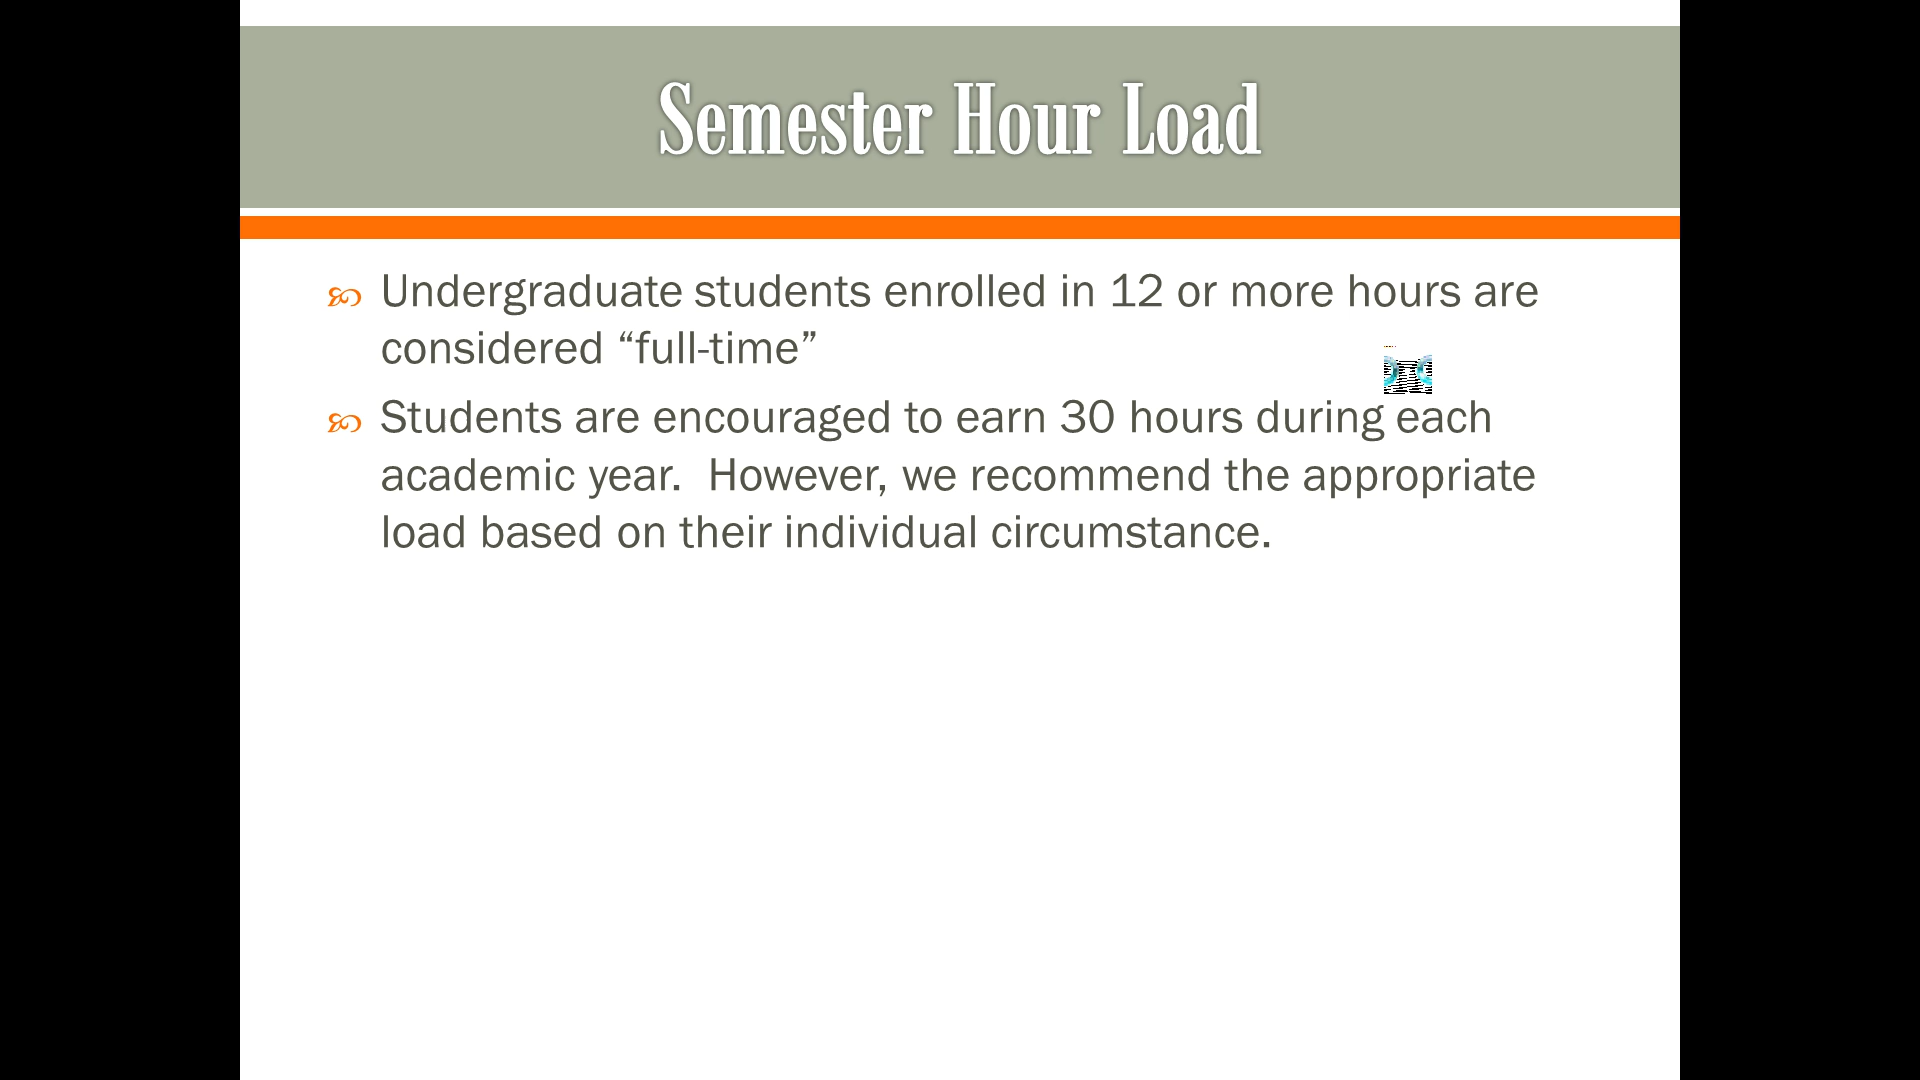 Semester Hour Load
Undergraduate students enrolled in 12 or more hours are
considered “full-time”
Students are encouraged to earn 30 hours during each
academic year.  However, we recommend the appropriate
load based on their individual circumstance.